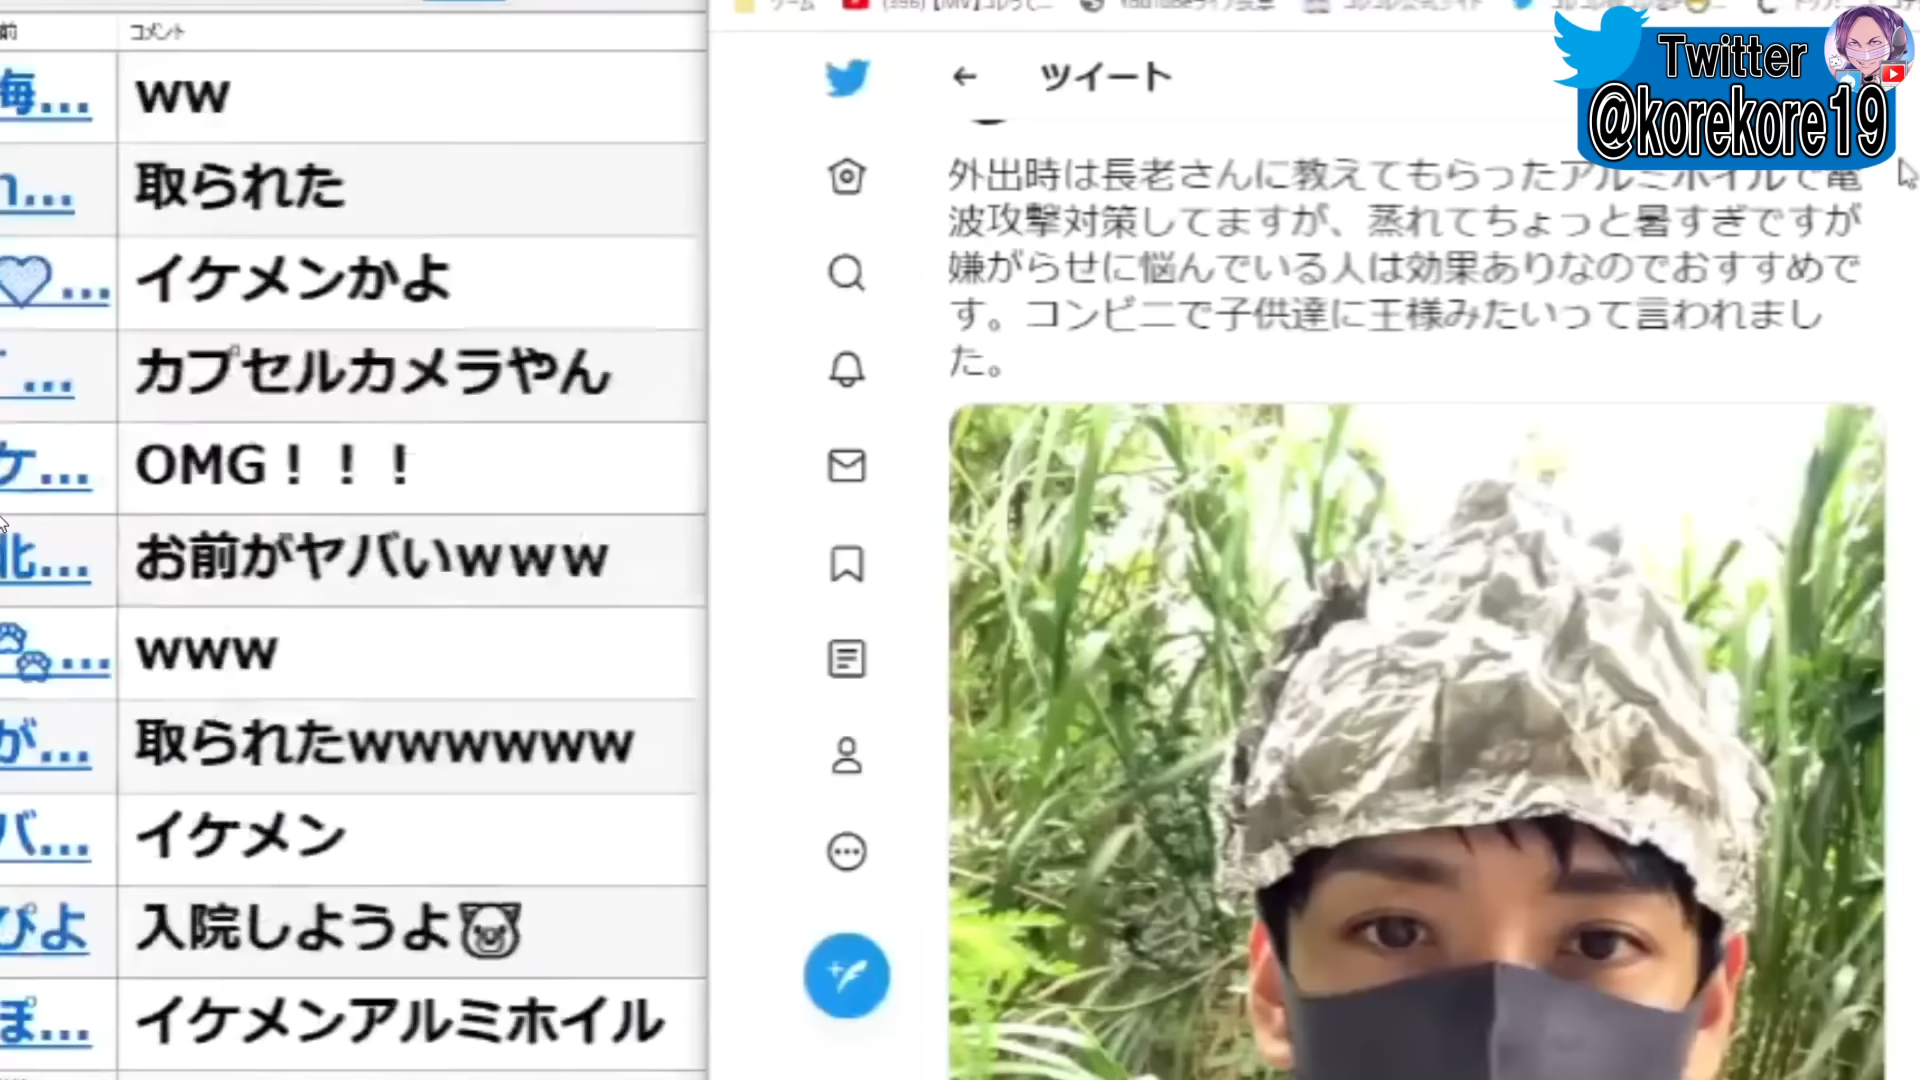 コメント
ww
取られた
イケメンかよ
カプセルカメラやん
OMG！！！
お前がヤバいｗｗｗ
www
取られたwwwwwww
イケメン
ぴよ
入院しようよ
イケメンアルミホイル
ツイート
Twitter
@korekore19
外出時は長老さんに教えてもらったアルミホイルで電
波攻撃対策してますが、蒸れてちょっと暑すぎですが
嫌がらせに悩んでいる人は効果ありなのでおすすめで
す。コンビニで子供達に王様みたいって言われまし
た。